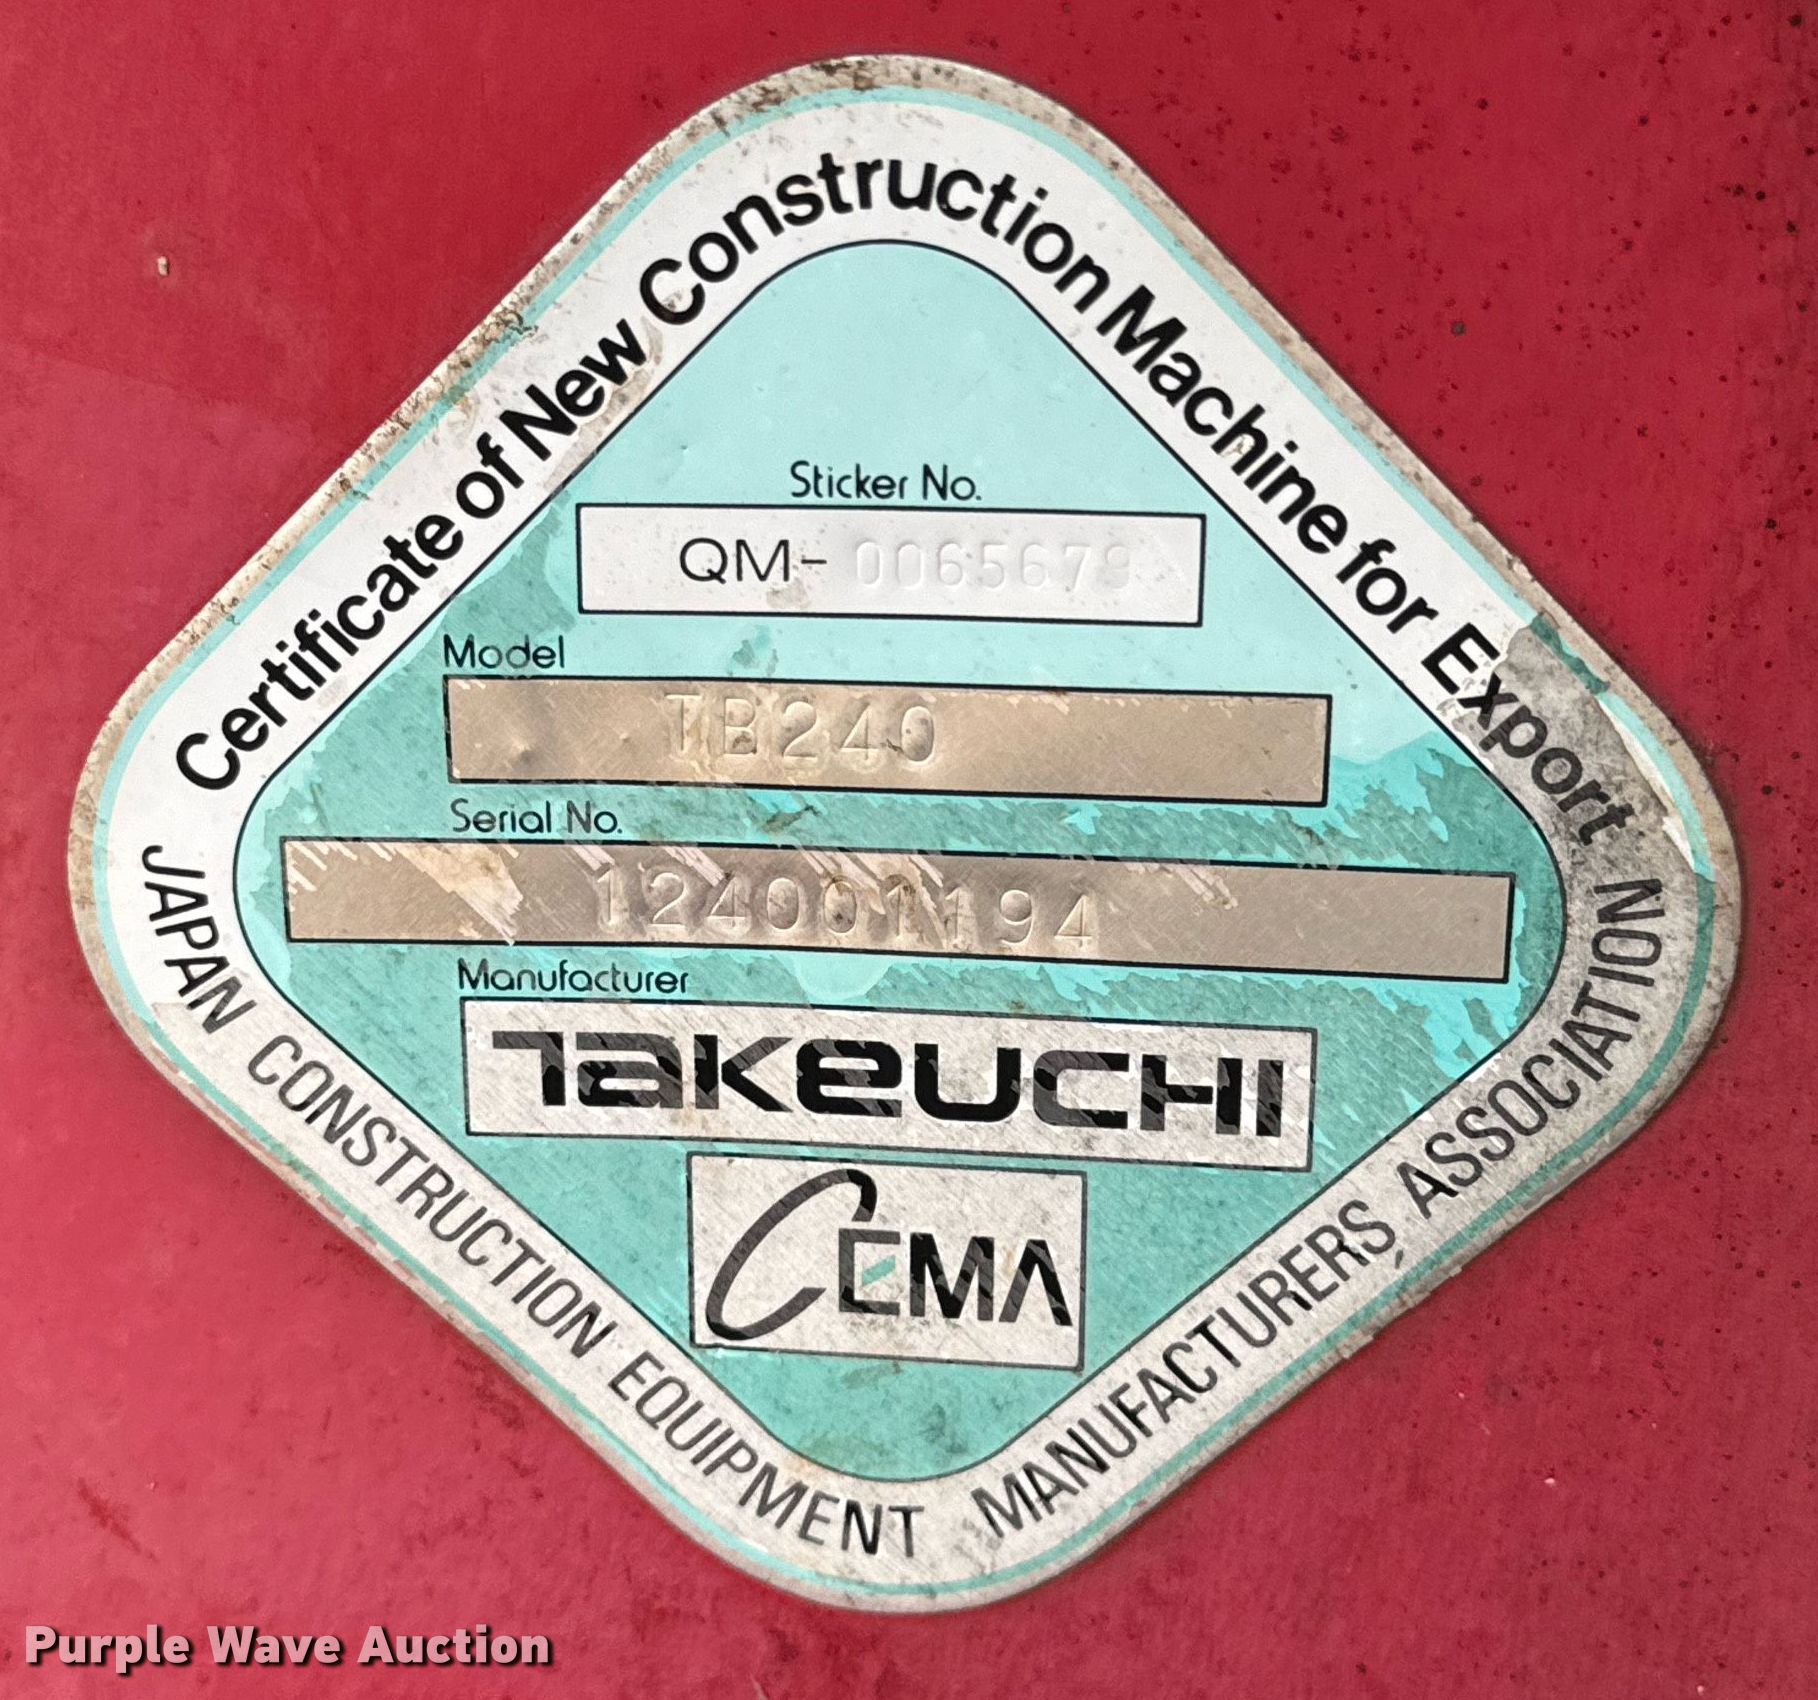 Certificate of New Construction Machine for Export
Sticker No.
QM- 0065679
Model
TB240
Serial No.
124001194
Manufacturer
TAKEUCHI
CEMA
JAPAN CONSTRUCTION EQUIPMENT MANUFACTURERS ASSOCIATION
Purple Wave Auction